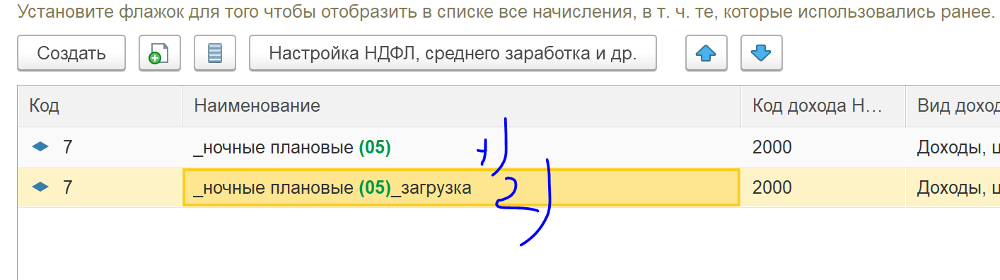 Установите флажок для того чтобы отобразить в списке все начисления, в т. ч. те, которые использовались ранее.
Создать Настройка НДФЛ, среднего заработка и др.
Код Наименование Код дохода Н... Вид доход
7 _ночные плановые (05) 1) 2000 Доходы, ц
7 _ночные плановые (05)_загрузка 2) 2000 Доходы, ц